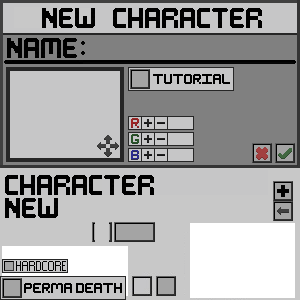 NEW CHARACTER
NAME:
TUTORIAL
R + -
G + -
B + -
CHARACTER
NEW
[ ]
HARDCORE
PERMA DEATH